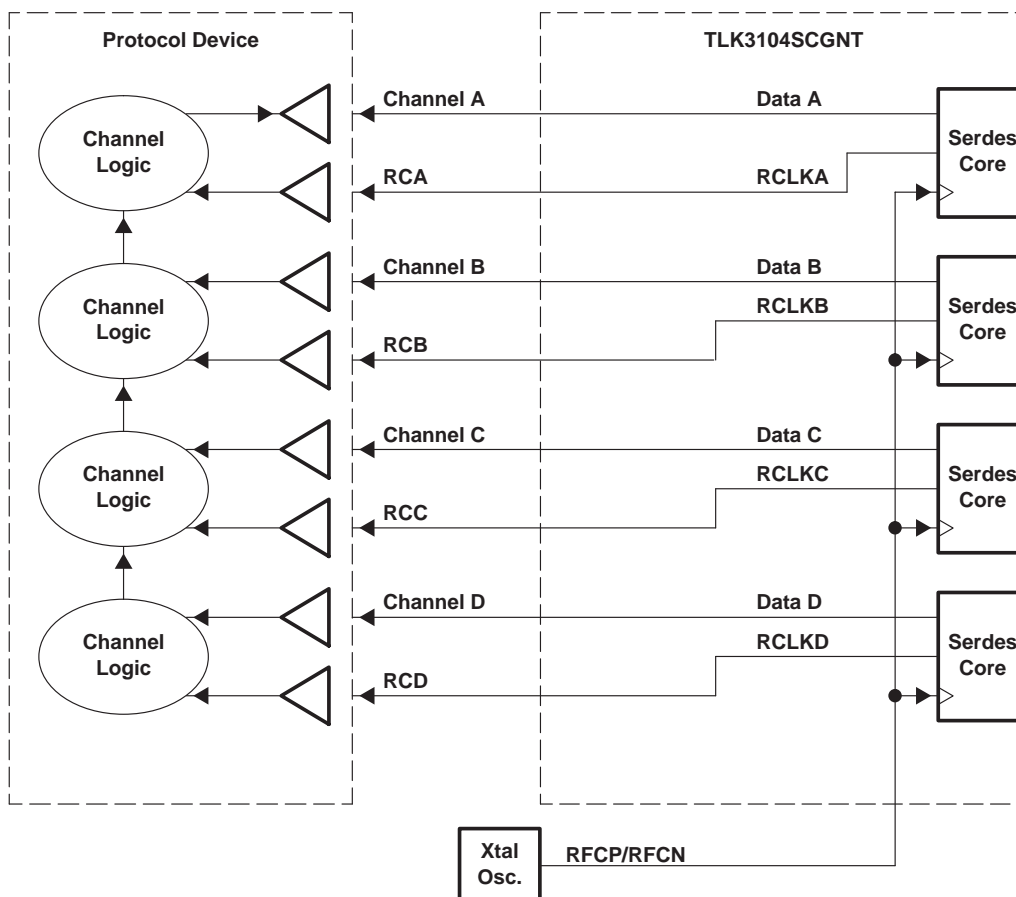 Protocol Device
TLK3104SCGNT
Channel A
Data A
Channel
Logic
Serdes
Core
RCA
RCLKA
Channel B
Data B
Channel
Logic
RCLKB
Serdes
Core
RCB
Channel C
Data C
Channel
Logic
RCLKC
Serdes
Core
RCC
Channel D
Data D
Channel
Logic
RCLKD
Serdes
Core
RCD
Xtal
Osc.
RFCP/RFCN